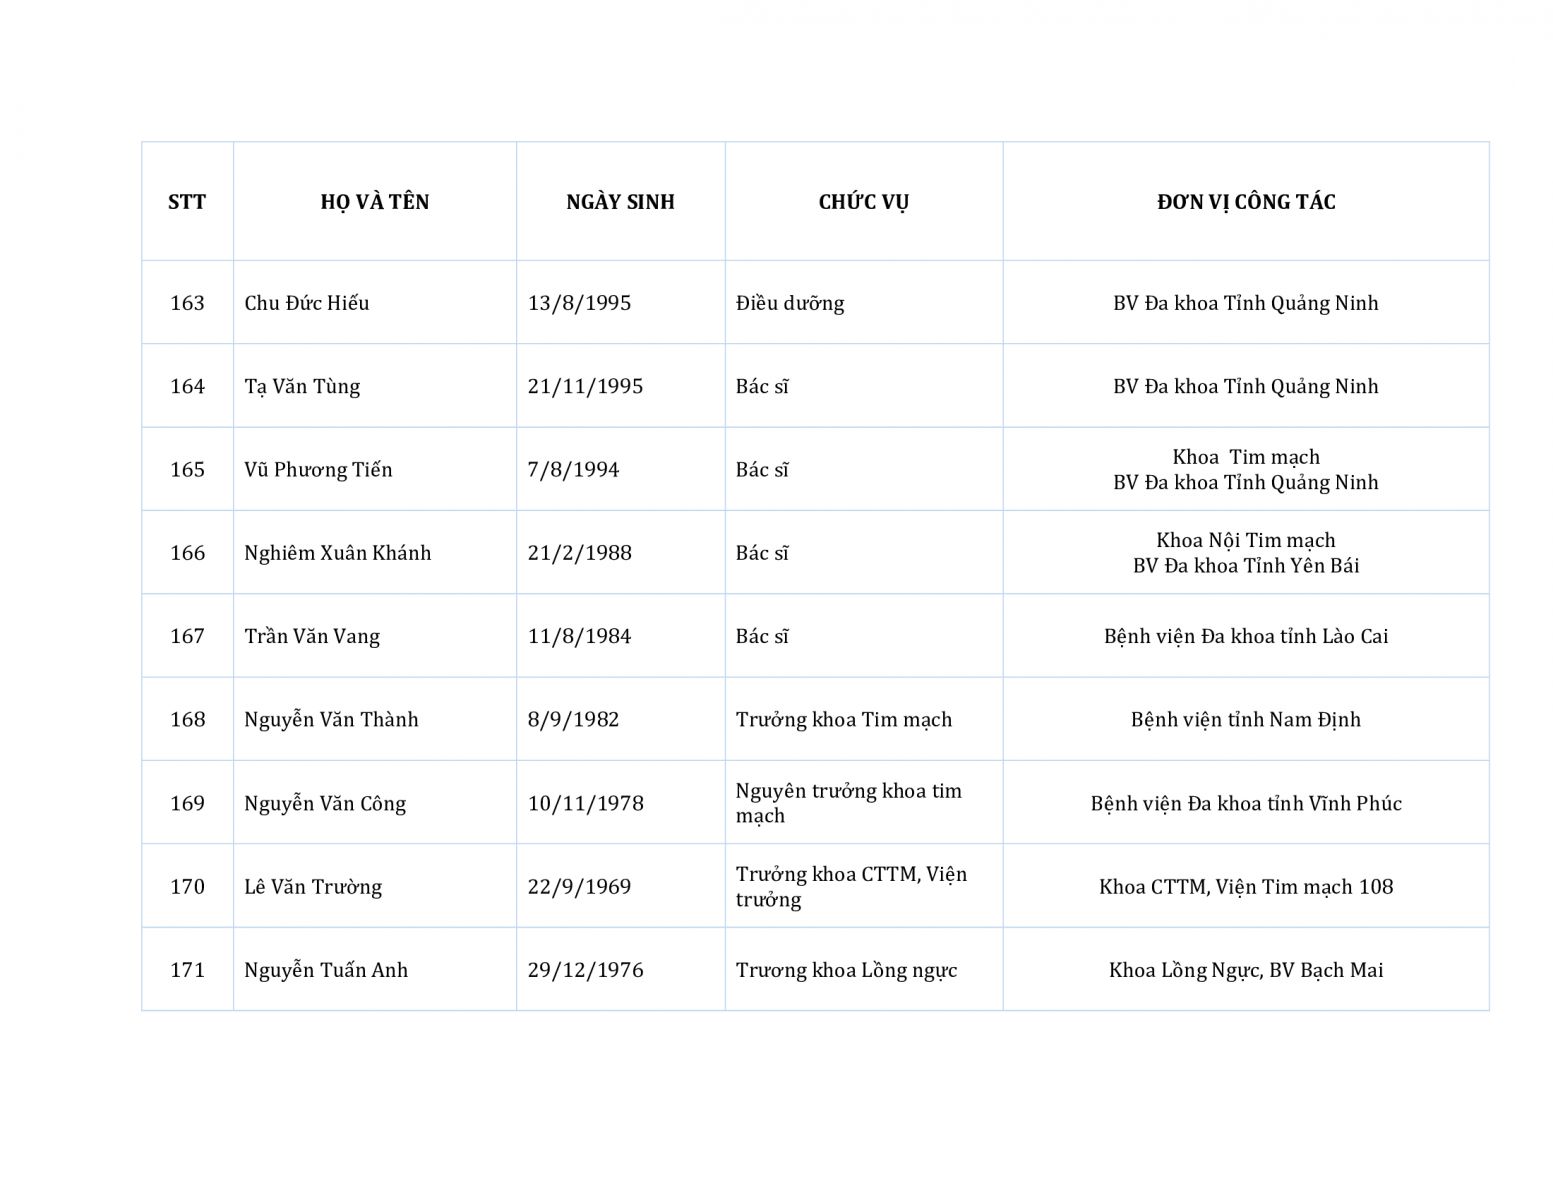 STT HỌ VÀ TÊN NGÀY SINH CHỨC VỤ ĐƠN VỊ CÔNG TÁC
163 Chu Đức Hiếu 13/8/1995 Điều dưỡng BV Đa khoa Tỉnh Quảng Ninh
164 Tạ Văn Tùng 21/11/1995 Bác sĩ BV Đa khoa Tỉnh Quảng Ninh
165 Vũ Phương Tiến 7/8/1994 Bác sĩ Khoa Tim mạch
BV Đa khoa Tỉnh Quảng Ninh
166 Nghiêm Xuân Khánh 21/2/1988 Bác sĩ Khoa Nội Tim mạch
BV Đa khoa Tỉnh Yên Bái
167 Trần Văn Vang 11/8/1984 Bác sĩ Bệnh viện Đa khoa tỉnh Lào Cai
168 Nguyễn Văn Thành 8/9/1982 Trưởng khoa Tim mạch Bệnh viện tỉnh Nam Định
169 Nguyễn Văn Công 10/11/1978 Nguyên trưởng khoa tim
mạch Bệnh viện Đa khoa tỉnh Vĩnh Phúc
170 Lê Văn Trường 22/9/1969 Trưởng khoa CTTM, Viện
trưởng Khoa CTTM, Viện Tim mạch 108
171 Nguyễn Tuấn Anh 29/12/1976 Trương khoa Lồng ngực Khoa Lồng Ngực, BV Bạch Mai